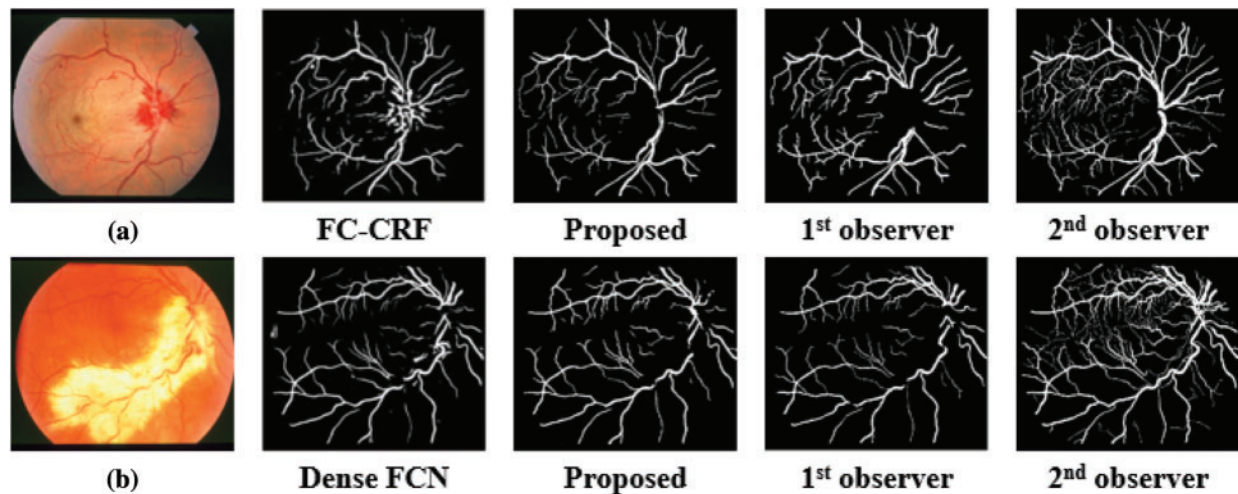 (a) FC-CRF Proposed 1st observer 2nd observer
(b) Dense FCN Proposed 1st observer 2nd observer